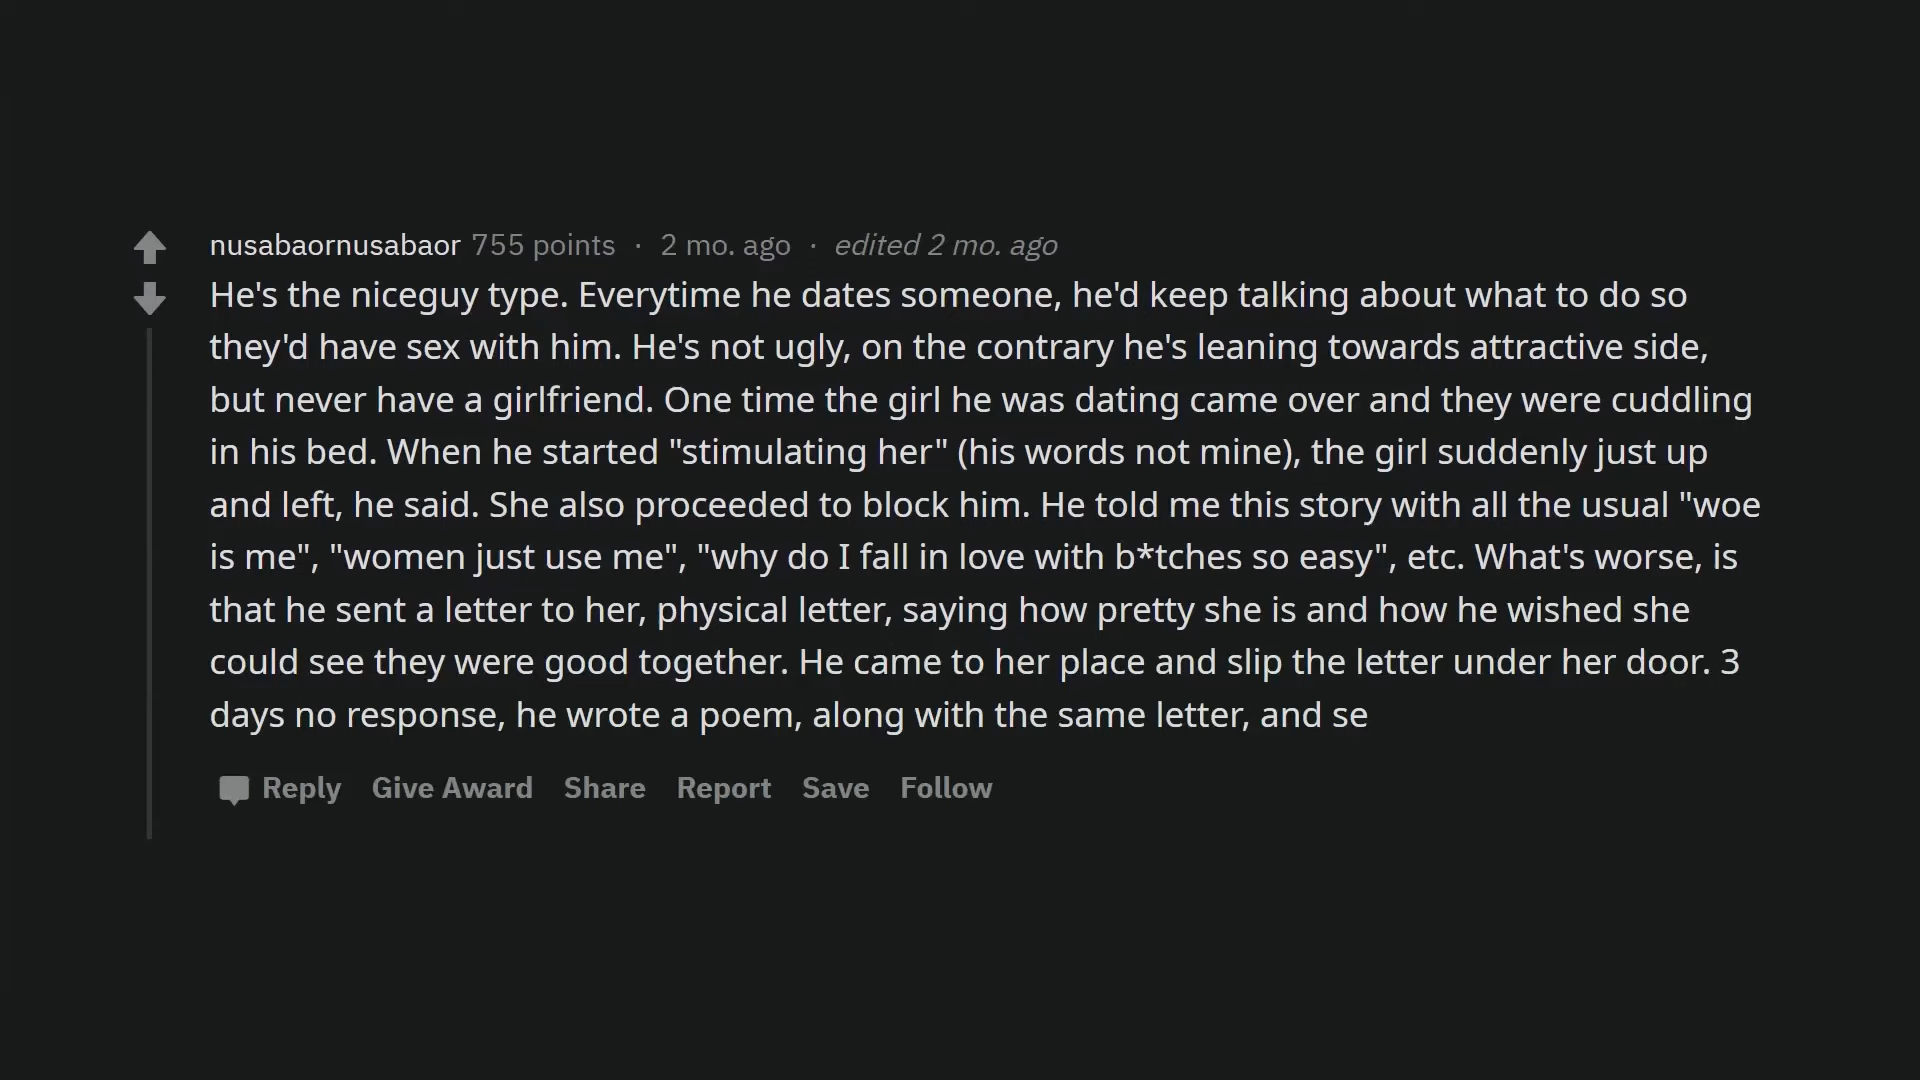 nusabaornusabaor 755 points · 2 mo. ago · edited 2 mo. ago
He's the niceguy type. Everytime he dates someone, he'd keep talking about what to do so
they'd have sex with him. He's not ugly, on the contrary he's leaning towards attractive side,
but never have a girlfriend. One time the girl he was dating came over and they were cuddling
in his bed. When he started "stimulating her" (his words not mine), the girl suddenly just up
and left, he said. She also proceeded to block him. He told me this story with all the usual "woe
is me", "women just use me", "why do I fall in love with b*tches so easy", etc. What's worse, is
that he sent a letter to her, physical letter, saying how pretty she is and how he wished she
could see they were good together. He came to her place and slip the letter under her door. 3
days no response, he wrote a poem, along with the same letter, and se
Reply Give Award Share Report Save Follow